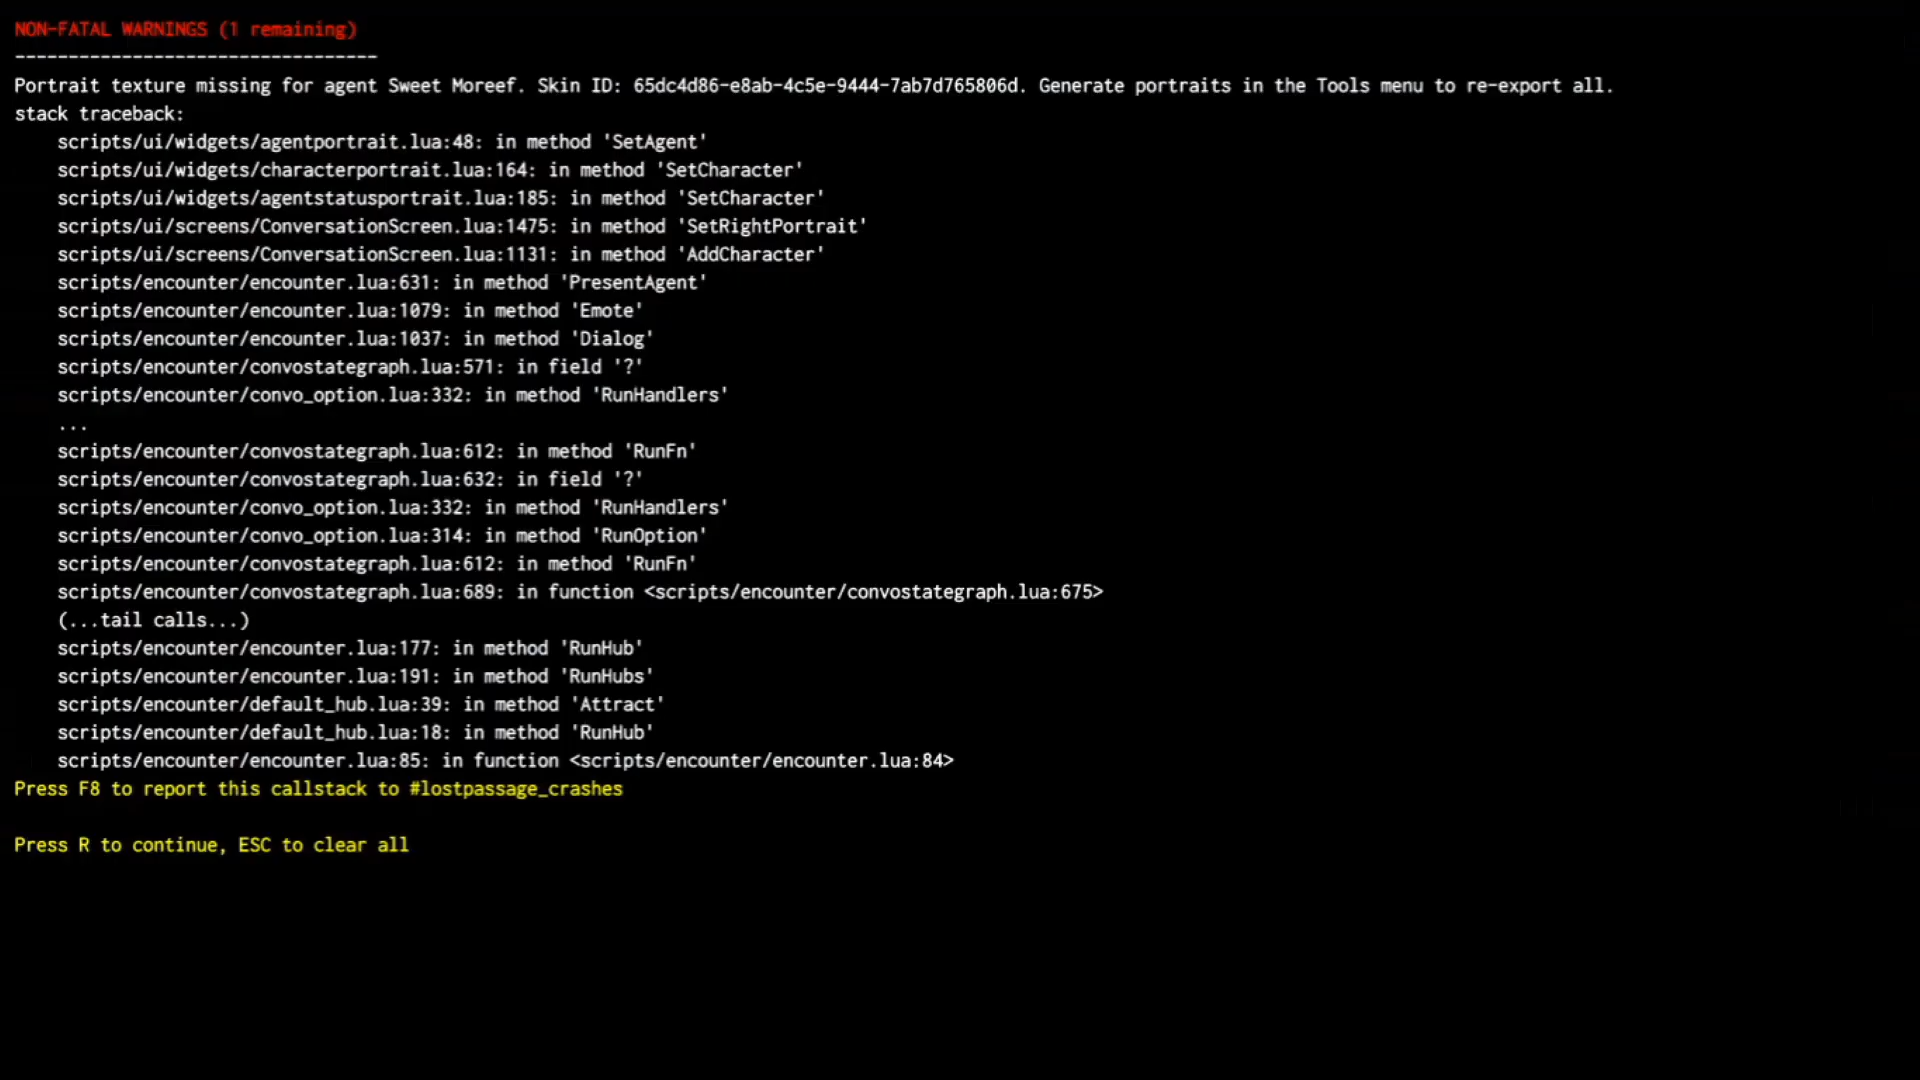 NON-FATAL WARNINGS (1 remaining)
----------------------------------
Portrait texture missing for agent Sweet Moreef. Skin ID: 65dc4d86-e8ab-4c5e-9444-7ab7d765806d. Generate portraits in the Tools menu to re-export all.
stack traceback:
    scripts/ui/widgets/agentportrait.lua:48: in method 'SetAgent'
    scripts/ui/widgets/characterportrait.lua:164: in method 'SetCharacter'
    scripts/ui/widgets/agentstatusportrait.lua:185: in method 'SetCharacter'
    scripts/ui/screens/ConversationScreen.lua:1475: in method 'SetRightPortrait'
    scripts/ui/screens/ConversationScreen.lua:1131: in method 'AddCharacter'
    scripts/encounter/encounter.lua:631: in method 'PresentAgent'
    scripts/encounter/encounter.lua:1079: in method 'Emote'
    scripts/encounter/encounter.lua:1037: in method 'Dialog'
    scripts/encounter/convostategraph.lua:571: in field '?'
    scripts/encounter/convo_option.lua:332: in method 'RunHandlers'
    ...
    scripts/encounter/convostategraph.lua:612: in method 'RunFn'
    scripts/encounter/convostategraph.lua:632: in field '?'
    scripts/encounter/convo_option.lua:332: in method 'RunHandlers'
    scripts/encounter/convo_option.lua:314: in method 'RunOption'
    scripts/encounter/convostategraph.lua:612: in method 'RunFn'
    scripts/encounter/convostategraph.lua:689: in function <scripts/encounter/convostategraph.lua:675>
    (...tail calls...)
    scripts/encounter/encounter.lua:177: in method 'RunHub'
    scripts/encounter/encounter.lua:191: in method 'RunHubs'
    scripts/encounter/default_hub.lua:39: in method 'Attract'
    scripts/encounter/default_hub.lua:18: in method 'RunHub'
    scripts/encounter/encounter.lua:85: in function <scripts/encounter/encounter.lua:84>
Press F8 to report this callstack to #lostpassage_crashes
Press R to continue, ESC to clear all